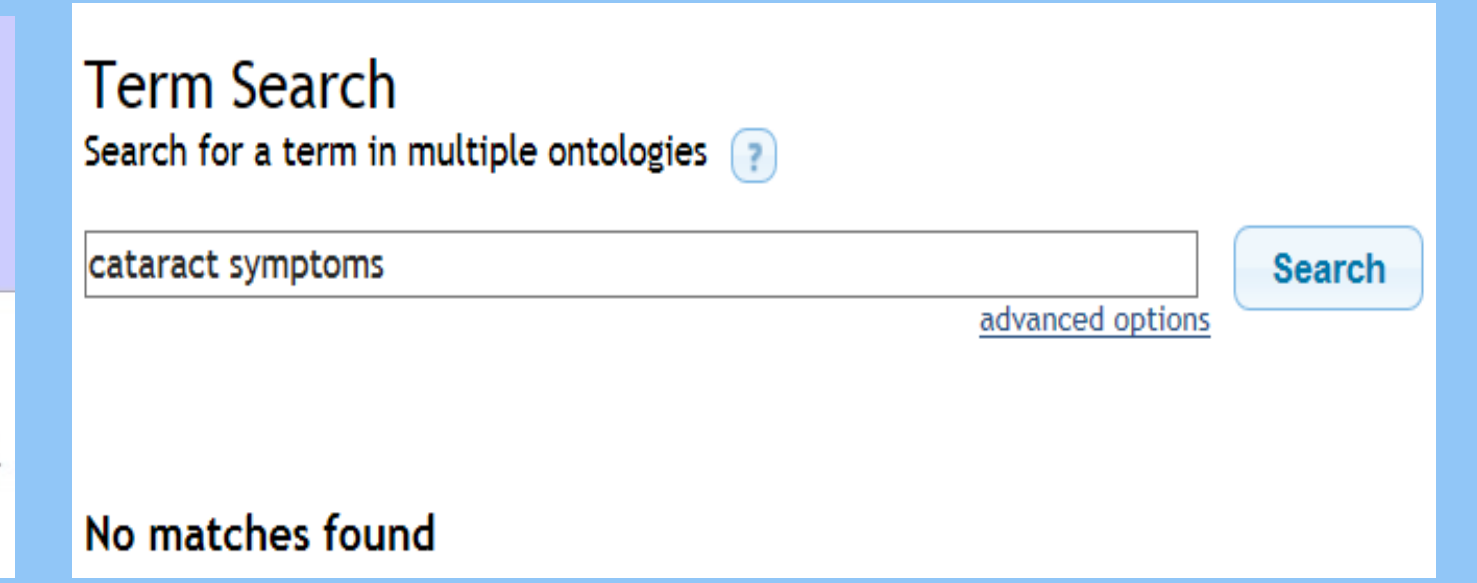 Term Search
Search for a term in multiple ontologies ?
cataract symptoms
Search
advanced options
No matches found